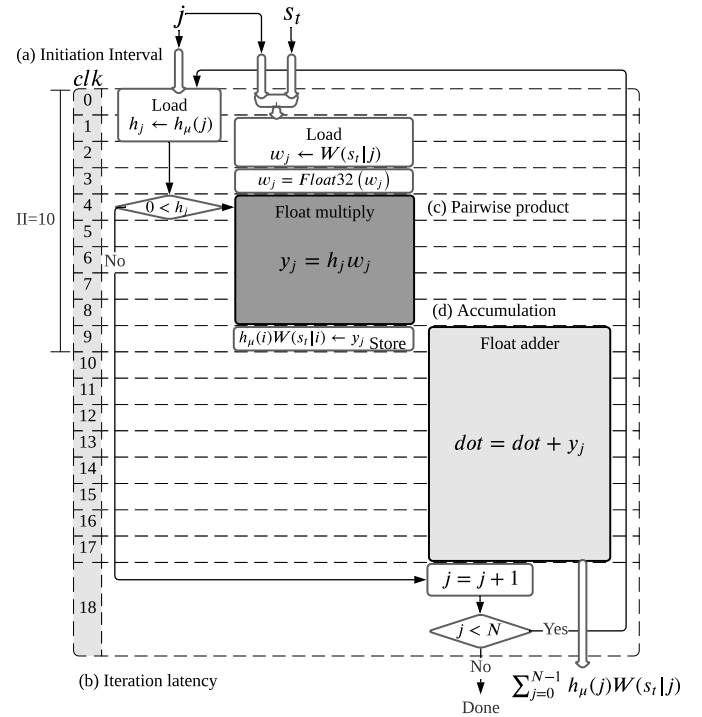 j
s_t
(a) Initiation Interval
clk
0
Load
h_j ← h_μ(j)
1
Load
2
w_j ← W(s_t|j)
3
w_j = Float32 (w_j)
4
0 < h_j
Float multiply
(c) Pairwise product
II=10
5
No
6
y_j = h_j w_j
7
8
(d) Accumulation
9
h_μ(i)W(s_t|i) ← y_j Store
Float adder
10
11
12
13
dot = dot + y_j
14
15
16
17
j = j + 1
18
j < N
Yes
No
(b) Iteration latency
∑_{j=0}^{N−1} h_μ(j)W(s_t|j)
Done